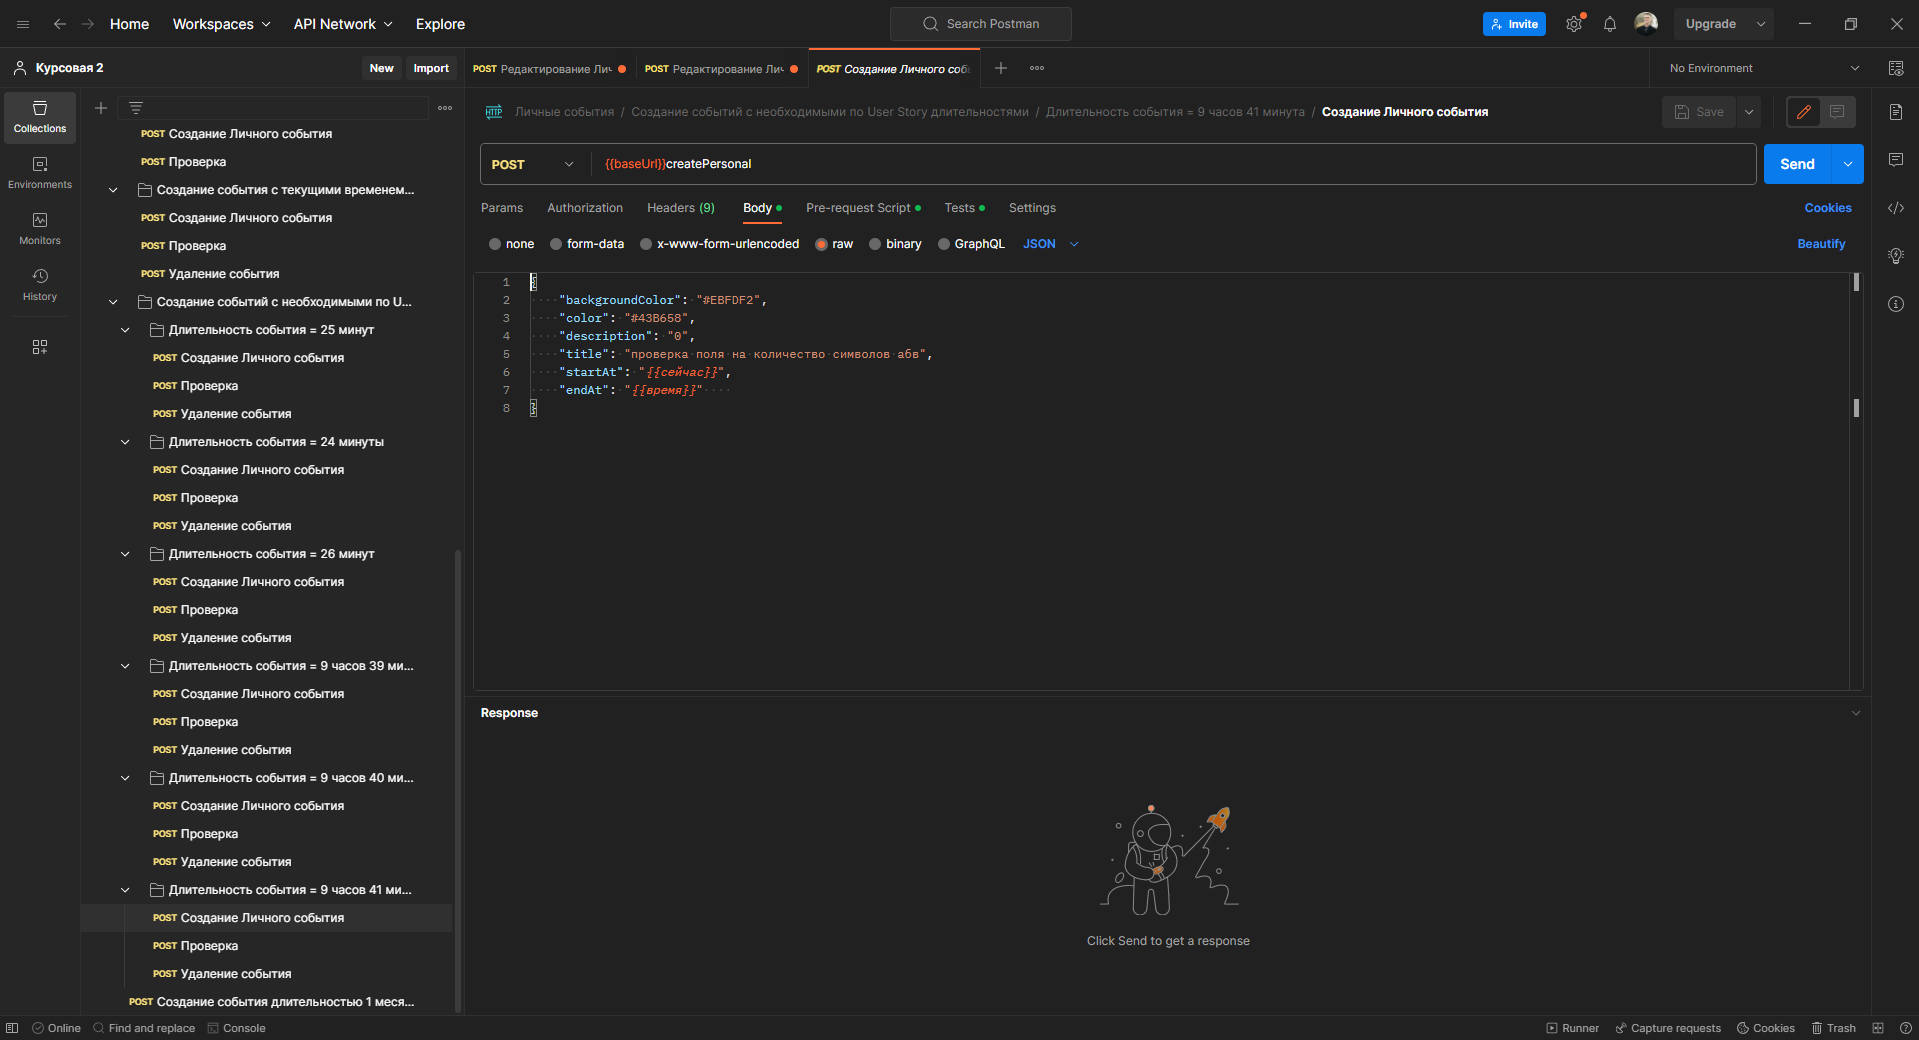 Home
Workspaces
API Network
Explore
Search Postman
Invite
Upgrade
Курсовая 2
New
Import
POST Редактирование Лич
POST Редактирование Лич
POST Создание Личного соб
No Environment
Collections
Environments
Monitors
History
POST Создание Личного события
POST Проверка
Создание события с текущими временем...
POST Создание Личного события
POST Проверка
POST Удаление события
Создание событий с необходимыми по U...
Длительность события = 25 минут
POST Создание Личного события
POST Проверка
POST Удаление события
Длительность события = 24 минуты
POST Создание Личного события
POST Проверка
POST Удаление события
Длительность события = 26 минут
POST Создание Личного события
POST Проверка
POST Удаление события
Длительность события = 9 часов 39 ми...
POST Создание Личного события
POST Проверка
POST Удаление события
Длительность события = 9 часов 40 ми...
POST Создание Личного события
POST Проверка
POST Удаление события
Длительность события = 9 часов 41 ми...
POST Создание Личного события
POST Проверка
POST Удаление события
POST Создание события длительностью 1 меся...
HTTP Личные события / Создание событий с необходимыми по User Story длительностями / Длительность события = 9 часов 41 минута / Создание Личного события
Save
POST
{{baseUrl}}createPersonal
Send
Params
Authorization
Headers (9)
Body
Pre-request Script
Tests
Settings
Cookies
none
form-data
x-www-form-urlencoded
raw
binary
GraphQL
JSON
Beautify
1 {
2 "backgroundColor": "#EBFDF2",
3 "color": "#43B658",
4 "description": "0",
5 "title": "проверка поля на количество символов абв",
6 "startAt": "{{сейчас}}",
7 "endAt": "{{время}}"
8 }
Response
Click Send to get a response
Online
Find and replace
Console
Runner
Capture requests
Cookies
Trash